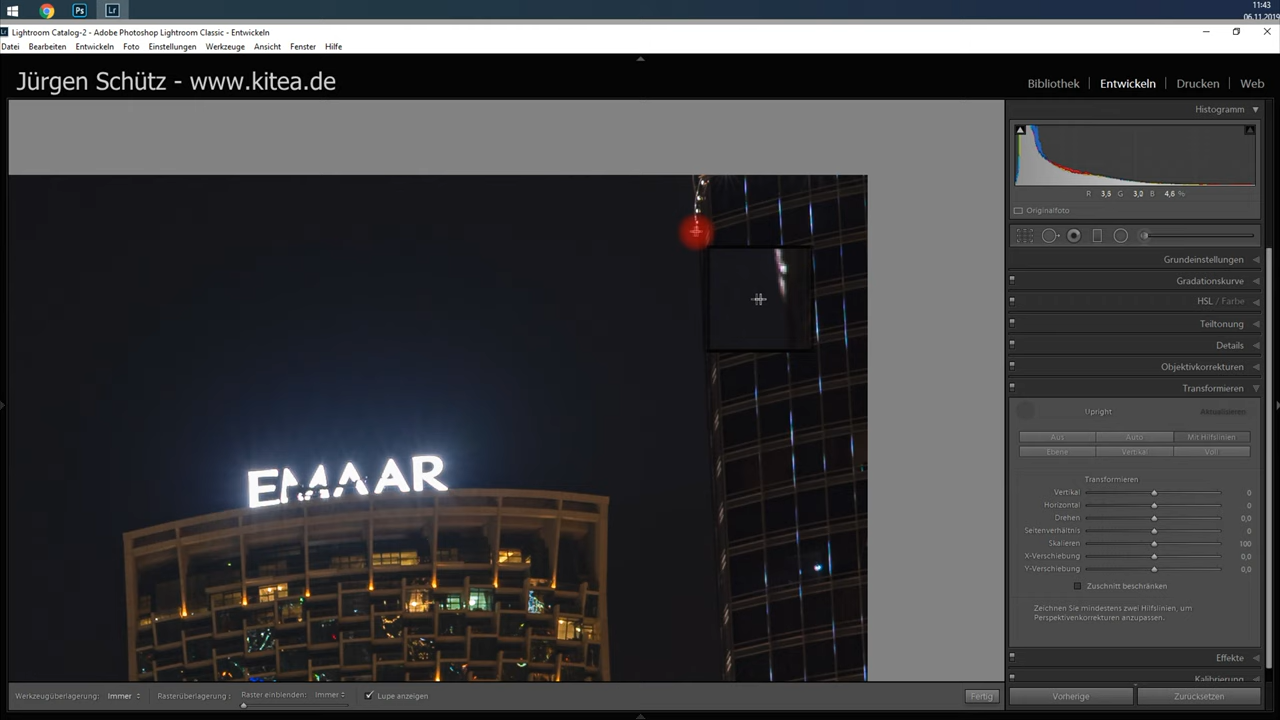 11:43
06.11.2019
Ps
Lr
Lr Lightroom Catalog-2 - Adobe Photoshop Lightroom Classic - Entwickeln
Datei Bearbeiten Entwickeln Foto Einstellungen Werkzeuge Ansicht Fenster Hilfe
Jürgen Schütz - www.kitea.de
Bibliothek Entwickeln Drucken Web
Histogramm
R 3,6 G 3,0 B 4,6 %
Originalfoto
Grundeinstellungen
Gradationskurve
HSL / Farbe
Teiltonung
Details
Objektivkorrekturen
Transformieren
Upright Aktualisieren
Aus Auto Mit Hilfslinien
Ebene Vertikal Voll
Transformieren
Vertikal 0
Horizontal 0
Drehen 0,0
Seitenverhältnis 0
Skalieren 100
X-Verschiebung 0,0
Y-Verschiebung 0,0
Zuschnitt beschränken
Zeichnen Sie mindestens zwei Hilfslinien, um
Perspektivenkorrekturen anzupassen.
Effekte
Kalibrierung
EMAAR
Werkzeugüberlagerung: Immer Rasterüberlagerung: Raster einblenden: Immer Lupe anzeigen Fertig
Vorherige Zurücksetzen